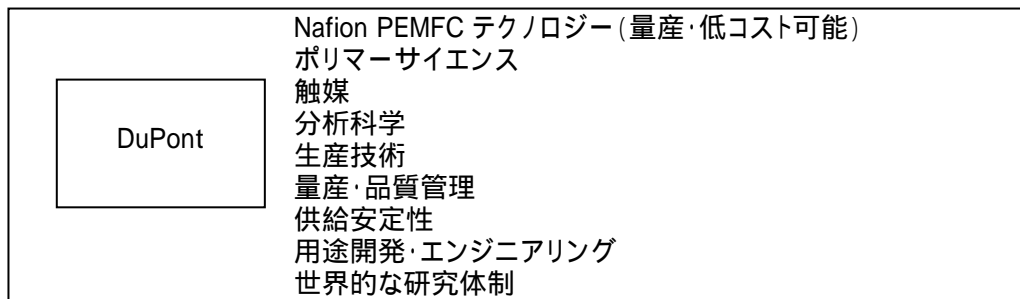 Nafion PEMFC テクノロジー(量産・低コスト可能)
ポリマーサイエンス
触媒
DuPont
分析科学
生産技術
量産・品質管理
供給安定性
用途開発・エンジニアリング
世界的な研究体制